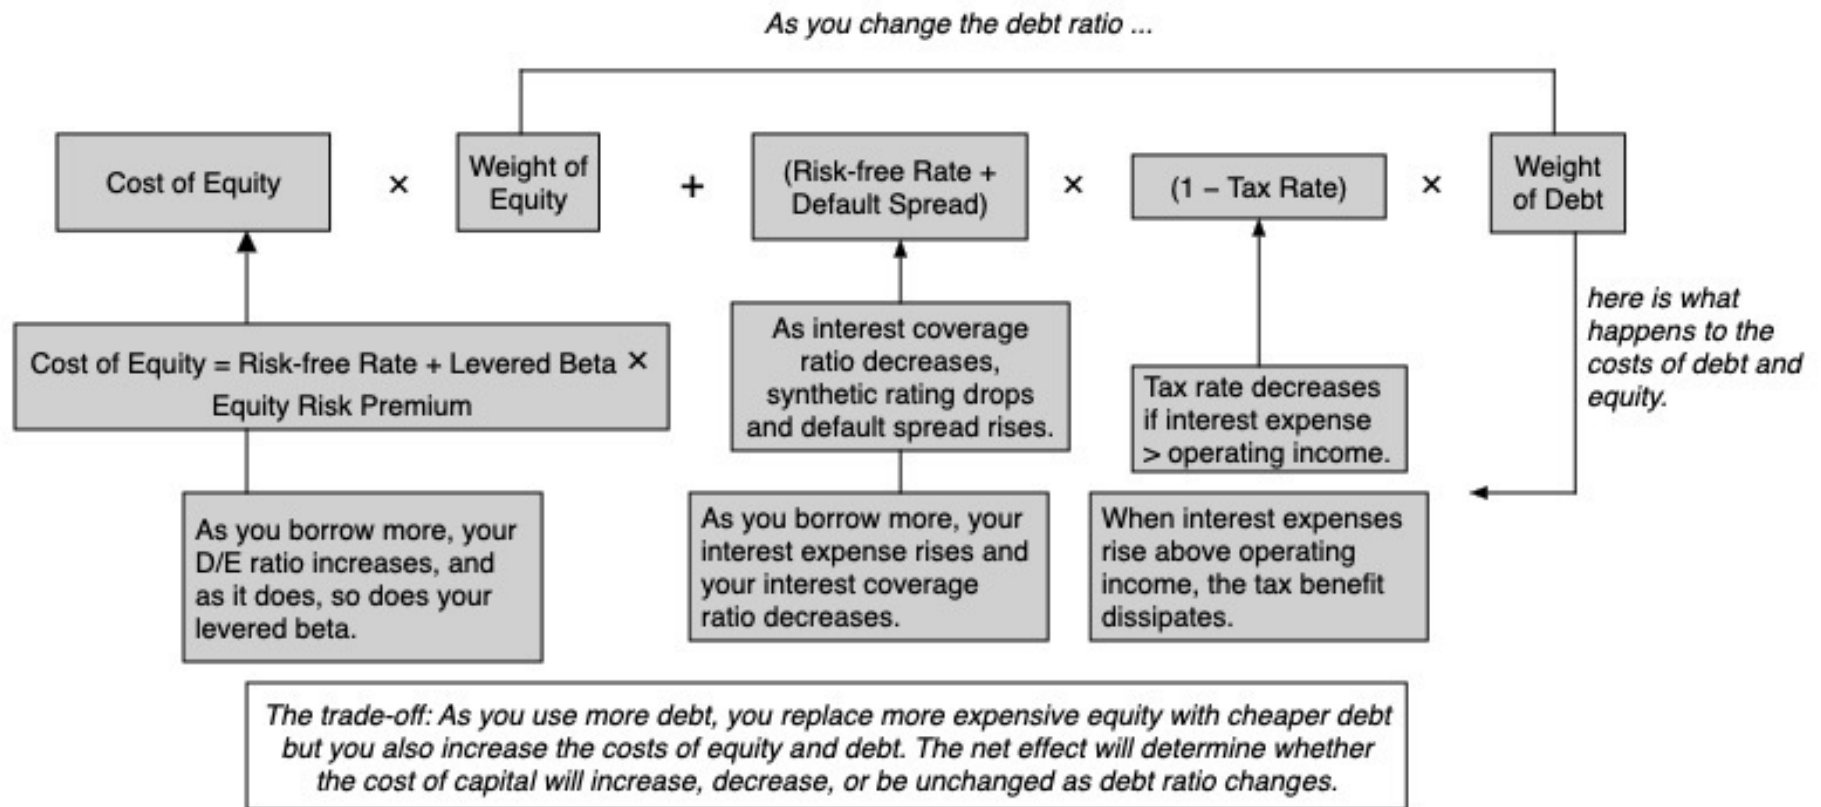 As you change the debt ratio ...
Cost of Equity
×
Weight of
Equity
+
(Risk-free Rate +
Default Spread)
×
(1 – Tax Rate)
×
Weight
of Debt
here is what
happens to the
costs of debt and
equity.
Cost of Equity = Risk-free Rate + Levered Beta ×
Equity Risk Premium
As interest coverage
ratio decreases,
synthetic rating drops
and default spread rises.
Tax rate decreases
if interest expense
> operating income.
As you borrow more, your
D/E ratio increases, and
as it does, so does your
levered beta.
As you borrow more, your
interest expense rises and
your interest coverage
ratio decreases.
When interest expenses
rise above operating
income, the tax benefit
dissipates.
The trade-off: As you use more debt, you replace more expensive equity with cheaper debt
but you also increase the costs of equity and debt. The net effect will determine whether
the cost of capital will increase, decrease, or be unchanged as debt ratio changes.